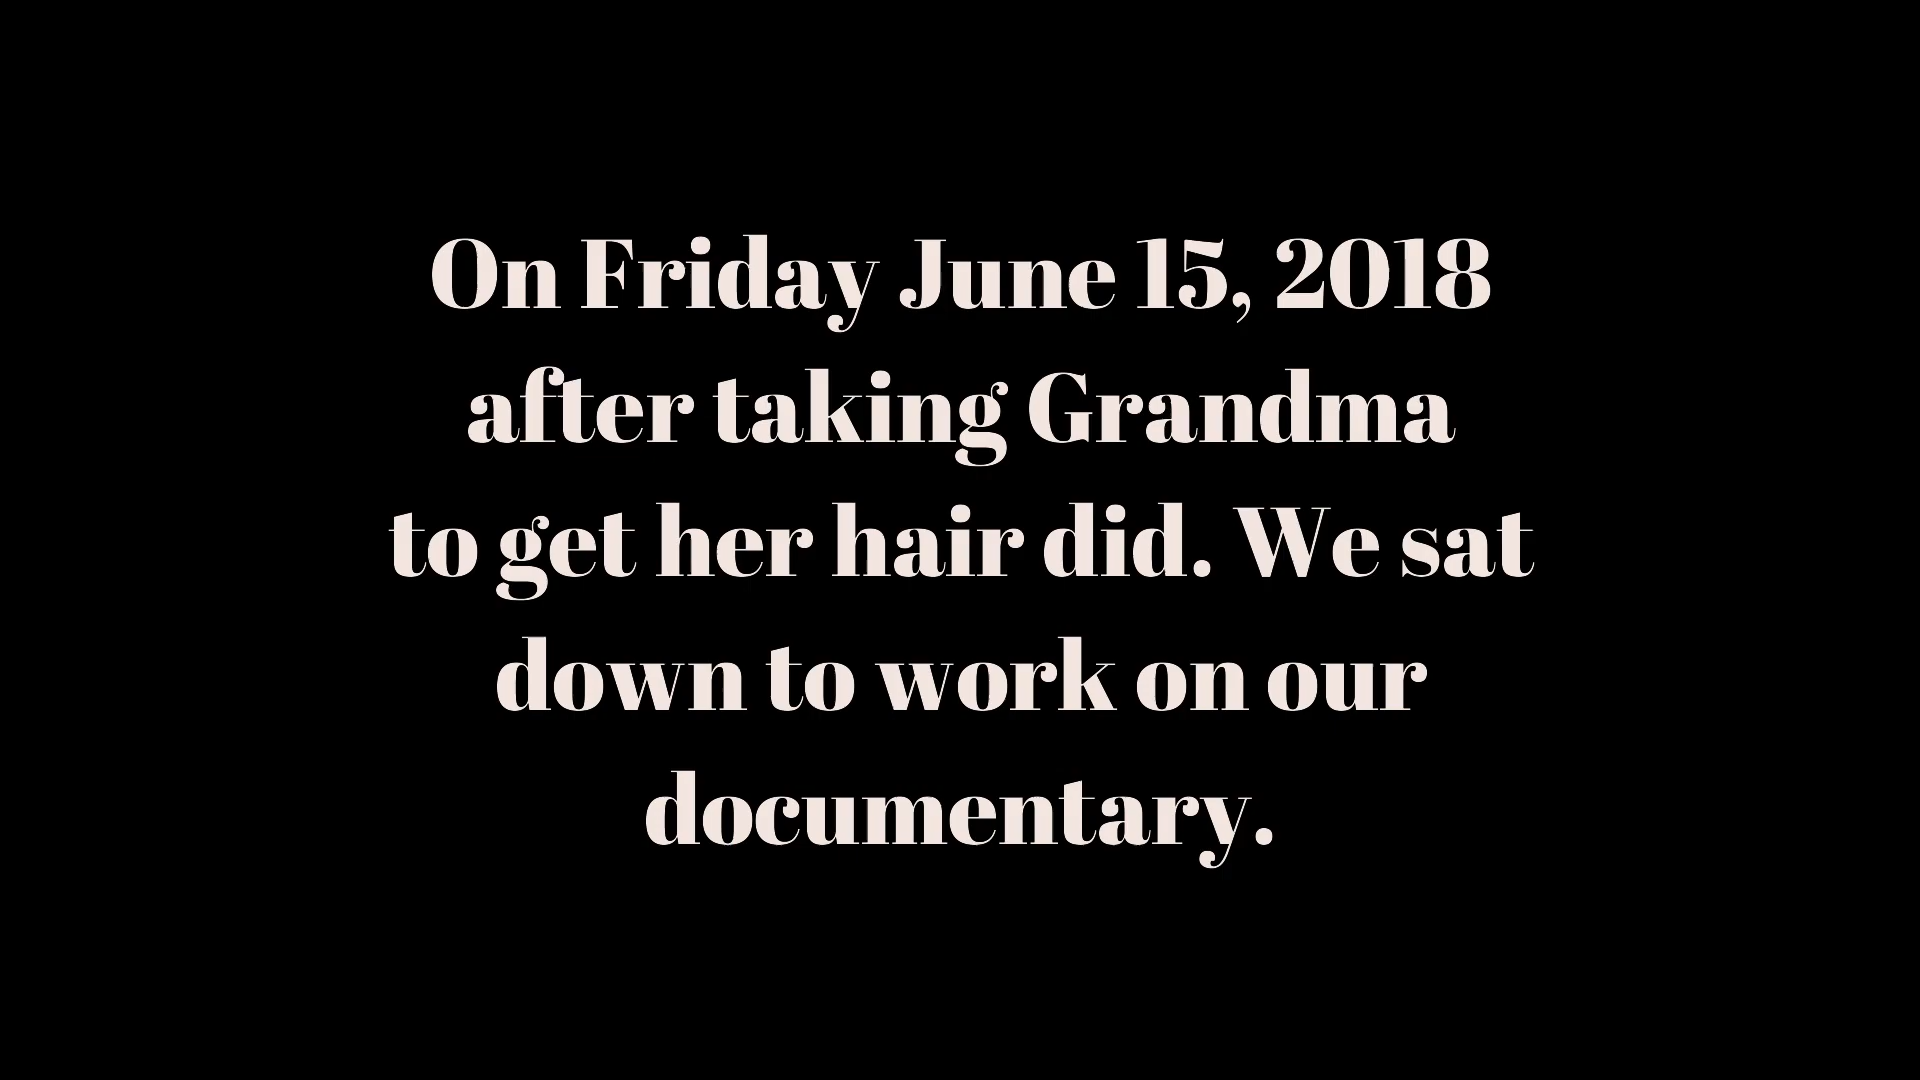 On Friday June 15, 2018
after taking Grandma
to get her hair did. We sat
down to work on our
documentary.